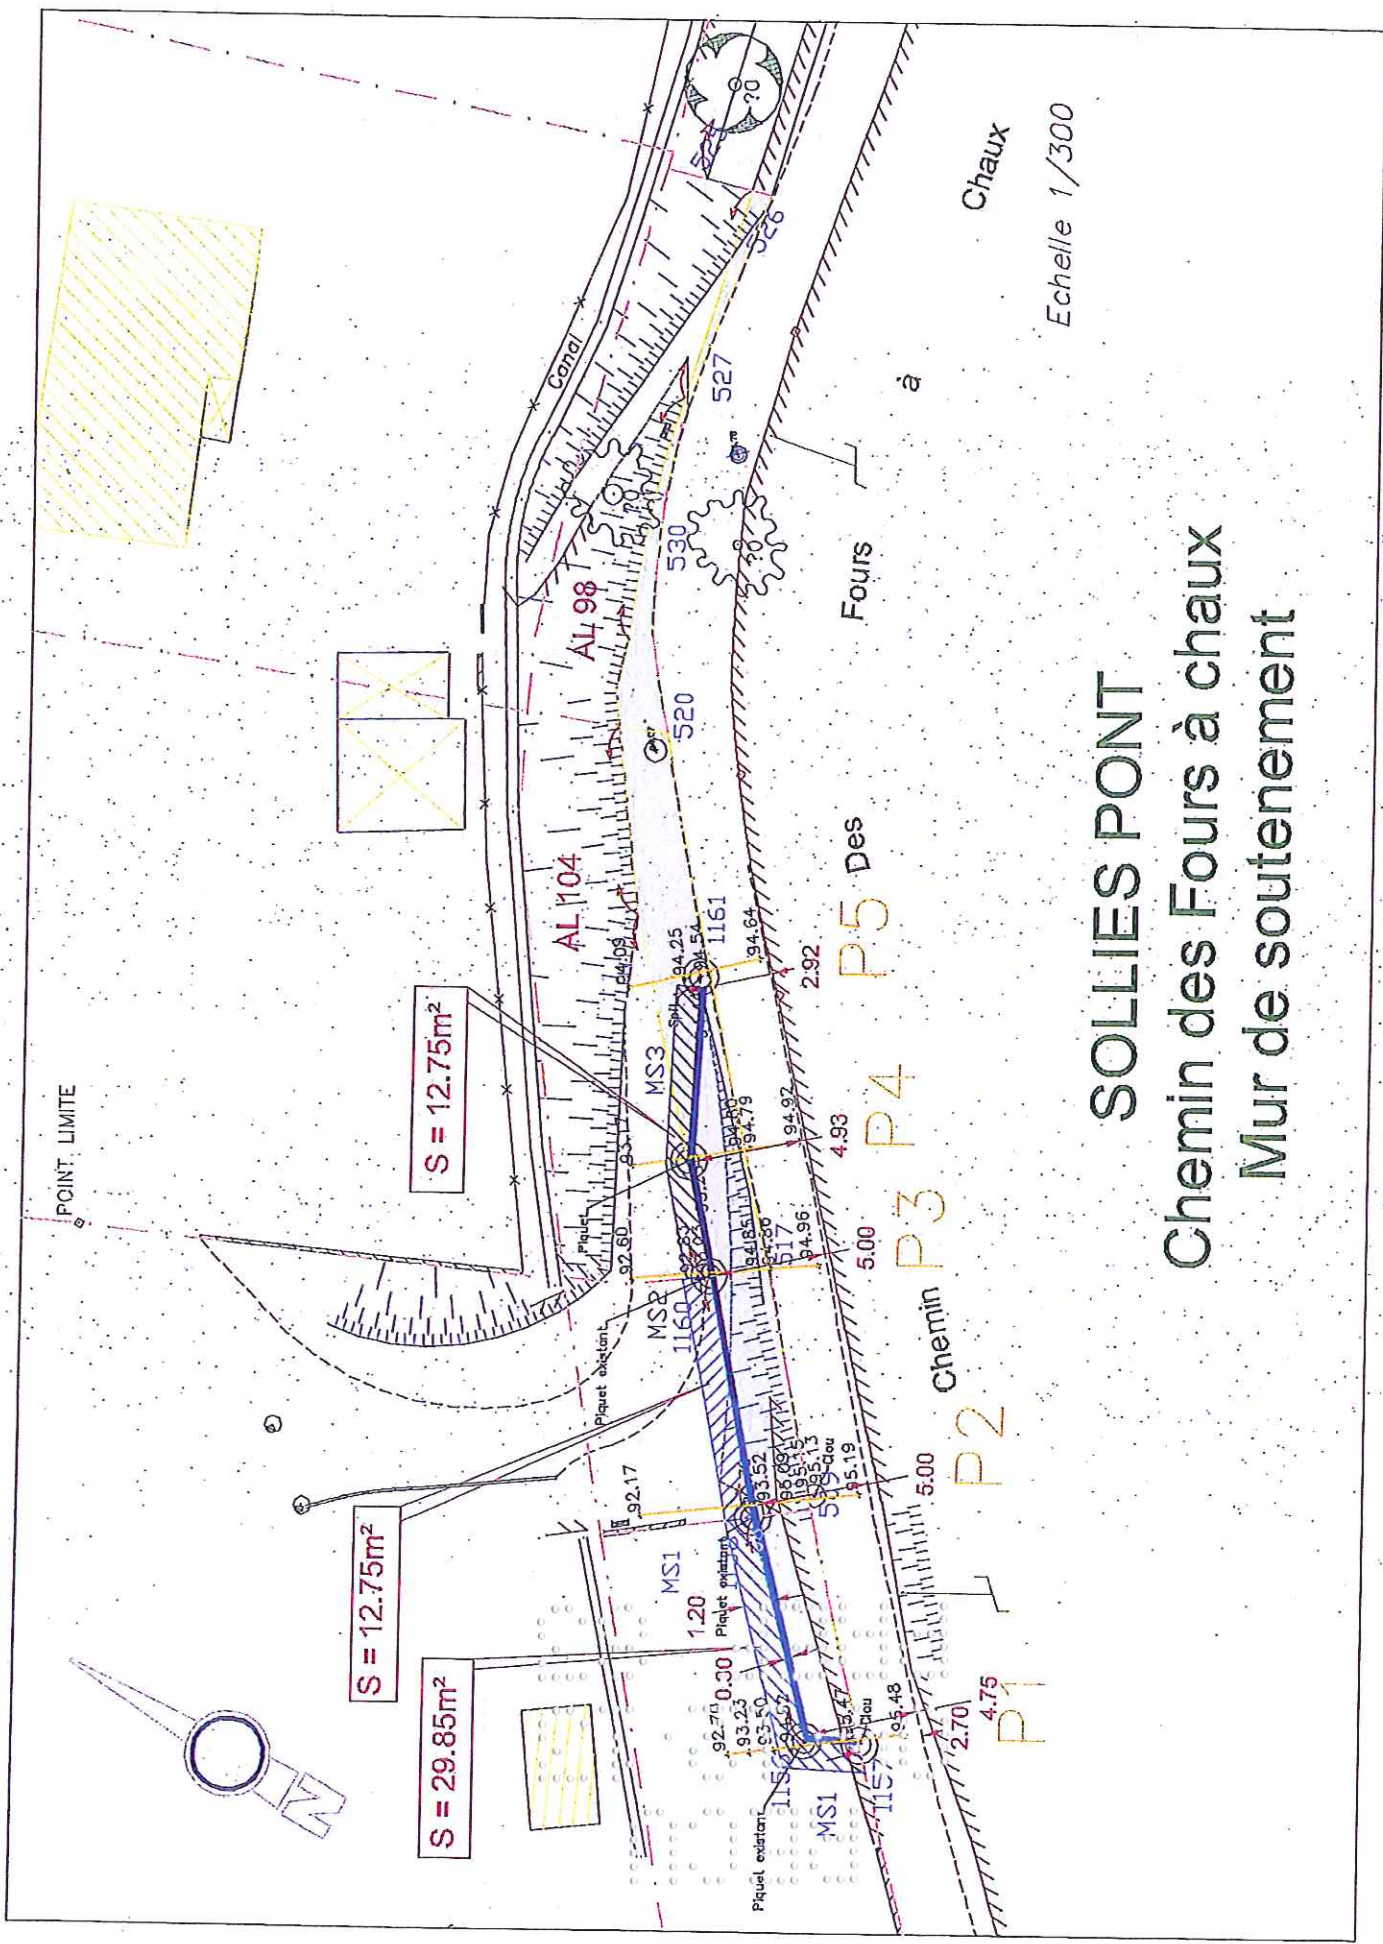 SOLLIES PONT
Chemin des Fours à chaux
Mur de soutenement
Echelle 1/300
POINT LIMITE
S = 29.85m²
S = 12.75m²
S = 12.75m²
Canal
AL 104
AL 98
Chemin
Des
Fours
à
Chaux
P1
P2
P3
P4
P5
MS1
MS1
MS2
MS3
Piquet existant
Piquet existant
Piquet existant
Piquet
1157
1160
1161
517
520
530
527
526
92.17
92.60
93.23
93.50
93.52
94.25
94.54
94.64
94.79
94.92
94.85
94.86
94.96
95.13
95.19
1.20
0.30
2.70
4.75
5.00
5.00
4.93
2.92
Clou
Clou
N